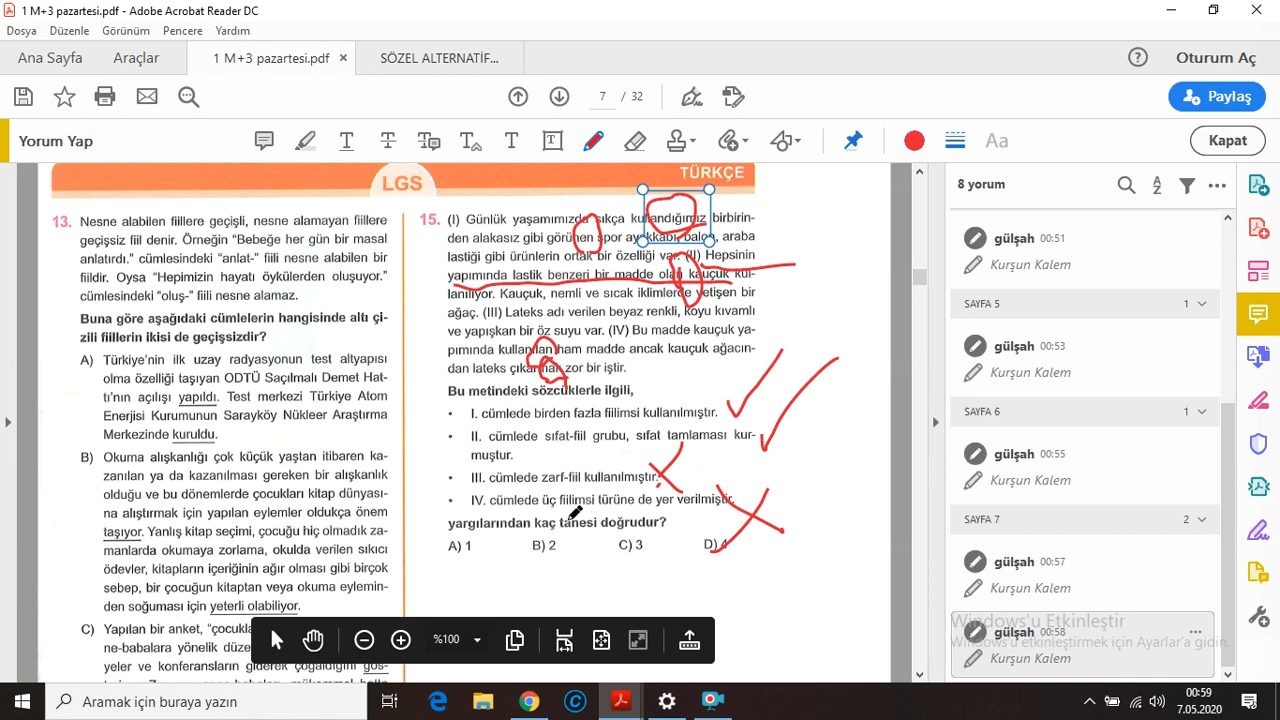 1 M+3 pazartesi.pdf - Adobe Acrobat Reader DC
Dosya Düzenle Görünüm Pencere Yardım
Ana Sayfa Araçlar 1 M+3 pazartesi.pdf × SÖZEL ALTERNATİF... Oturum Aç
7 / 32 Paylaş
Yorum Yap Aa Kapat
LGS TÜRKÇE
13. Nesne alabilen fiillere geçişli, nesne alamayan fiillere
geçişsiz fiil denir. Örneğin “Bebeğe her gün bir masal
anlatırdı.” cümlesindeki “anlat-” fiili nesne alabilen bir
fiildir. Oysa “Hepimizin hayatı öykülerden oluşuyor.”
cümlesindeki “oluş-” fiili nesne alamaz.
Buna göre aşağıdaki cümlelerin hangisinde altı çi-
zili fiillerin ikisi de geçişsizdir?
A) Türkiye’nin ilk uzay radyasyonun test altyapısı
olma özelliği taşıyan ODTÜ Saçılmalı Demet Hat-
tı’nın açılışı yapıldı. Test merkezi Türkiye Atom
Enerjisi Kurumunun Sarayköy Nükleer Araştırma
Merkezinde kuruldu.
B) Okuma alışkanlığı çok küçük yaştan itibaren ka-
zanılan ya da kazanılması gereken bir alışkanlık
olduğu ve bu dönemlerde çocukları kitap dünyası-
na alıştırmak için yapılan eylemler oldukça önem
taşıyor. Yanlış kitap seçimi, çocuğu hiç olmadık za-
manlarda okumaya zorlama, okulda verilen sıkıcı
ödevler, kitapların içeriğinin ağır olması gibi birçok
sebep, bir çocuğun kitaptan veya okuma eylemin-
den soğuması için yeterli olabiliyor.
C) Yapılan bir anket, “çocukla
ne-babalara yönelik düze
yeler ve konferansların giderek çoğaldığını gös-
15. (I) Günlük yaşamımızda sıkça kullandığımız birbirin-
den alakasız gibi görünen spor ayakkabı, balon, araba
lastiği gibi ürünlerin ortak bir özelliği var. (II) Hepsinin
yapımında lastik benzeri bir madde olan kauçuk kul-
lanılıyor. Kauçuk, nemli ve sıcak iklimlerde yetişen bir
ağaç. (III) Lateks adı verilen beyaz renkli, koyu kıvamlı
ve yapışkan bir öz suyu var. (IV) Bu madde kauçuk ya-
pımında kullanılan ham madde ancak kauçuk ağacın-
dan lateks çıkarmak zor bir iştir.
Bu metindeki sözcüklerle ilgili,
• I. cümlede birden fazla fiilimsi kullanılmıştır.
• II. cümlede sıfat-fiil grubu, sıfat tamlaması kur-
muştur.
• III. cümlede zarf-fiil kullanılmıştır.
• IV. cümlede üç fiilimsi türüne de yer verilmiştir.
yargılarından kaç tanesi doğrudur?
A) 1 B) 2 C) 3 D) 4
%100
8 yorum
gülşah 00:51
Kurşun Kalem
SAYFA 5 1
gülşah 00:53
Kurşun Kalem
SAYFA 6 1
gülşah 00:55
Kurşun Kalem
SAYFA 7 2
gülşah 00:57
Kurşun Kalem
gülşah 00:58
Kurşun Kalem
Windows'u Etkinleştir
Windows'u etkinleştirmek için Ayarlar'a gidin.
Aramak için buraya yazın
00:59
7.05.2020